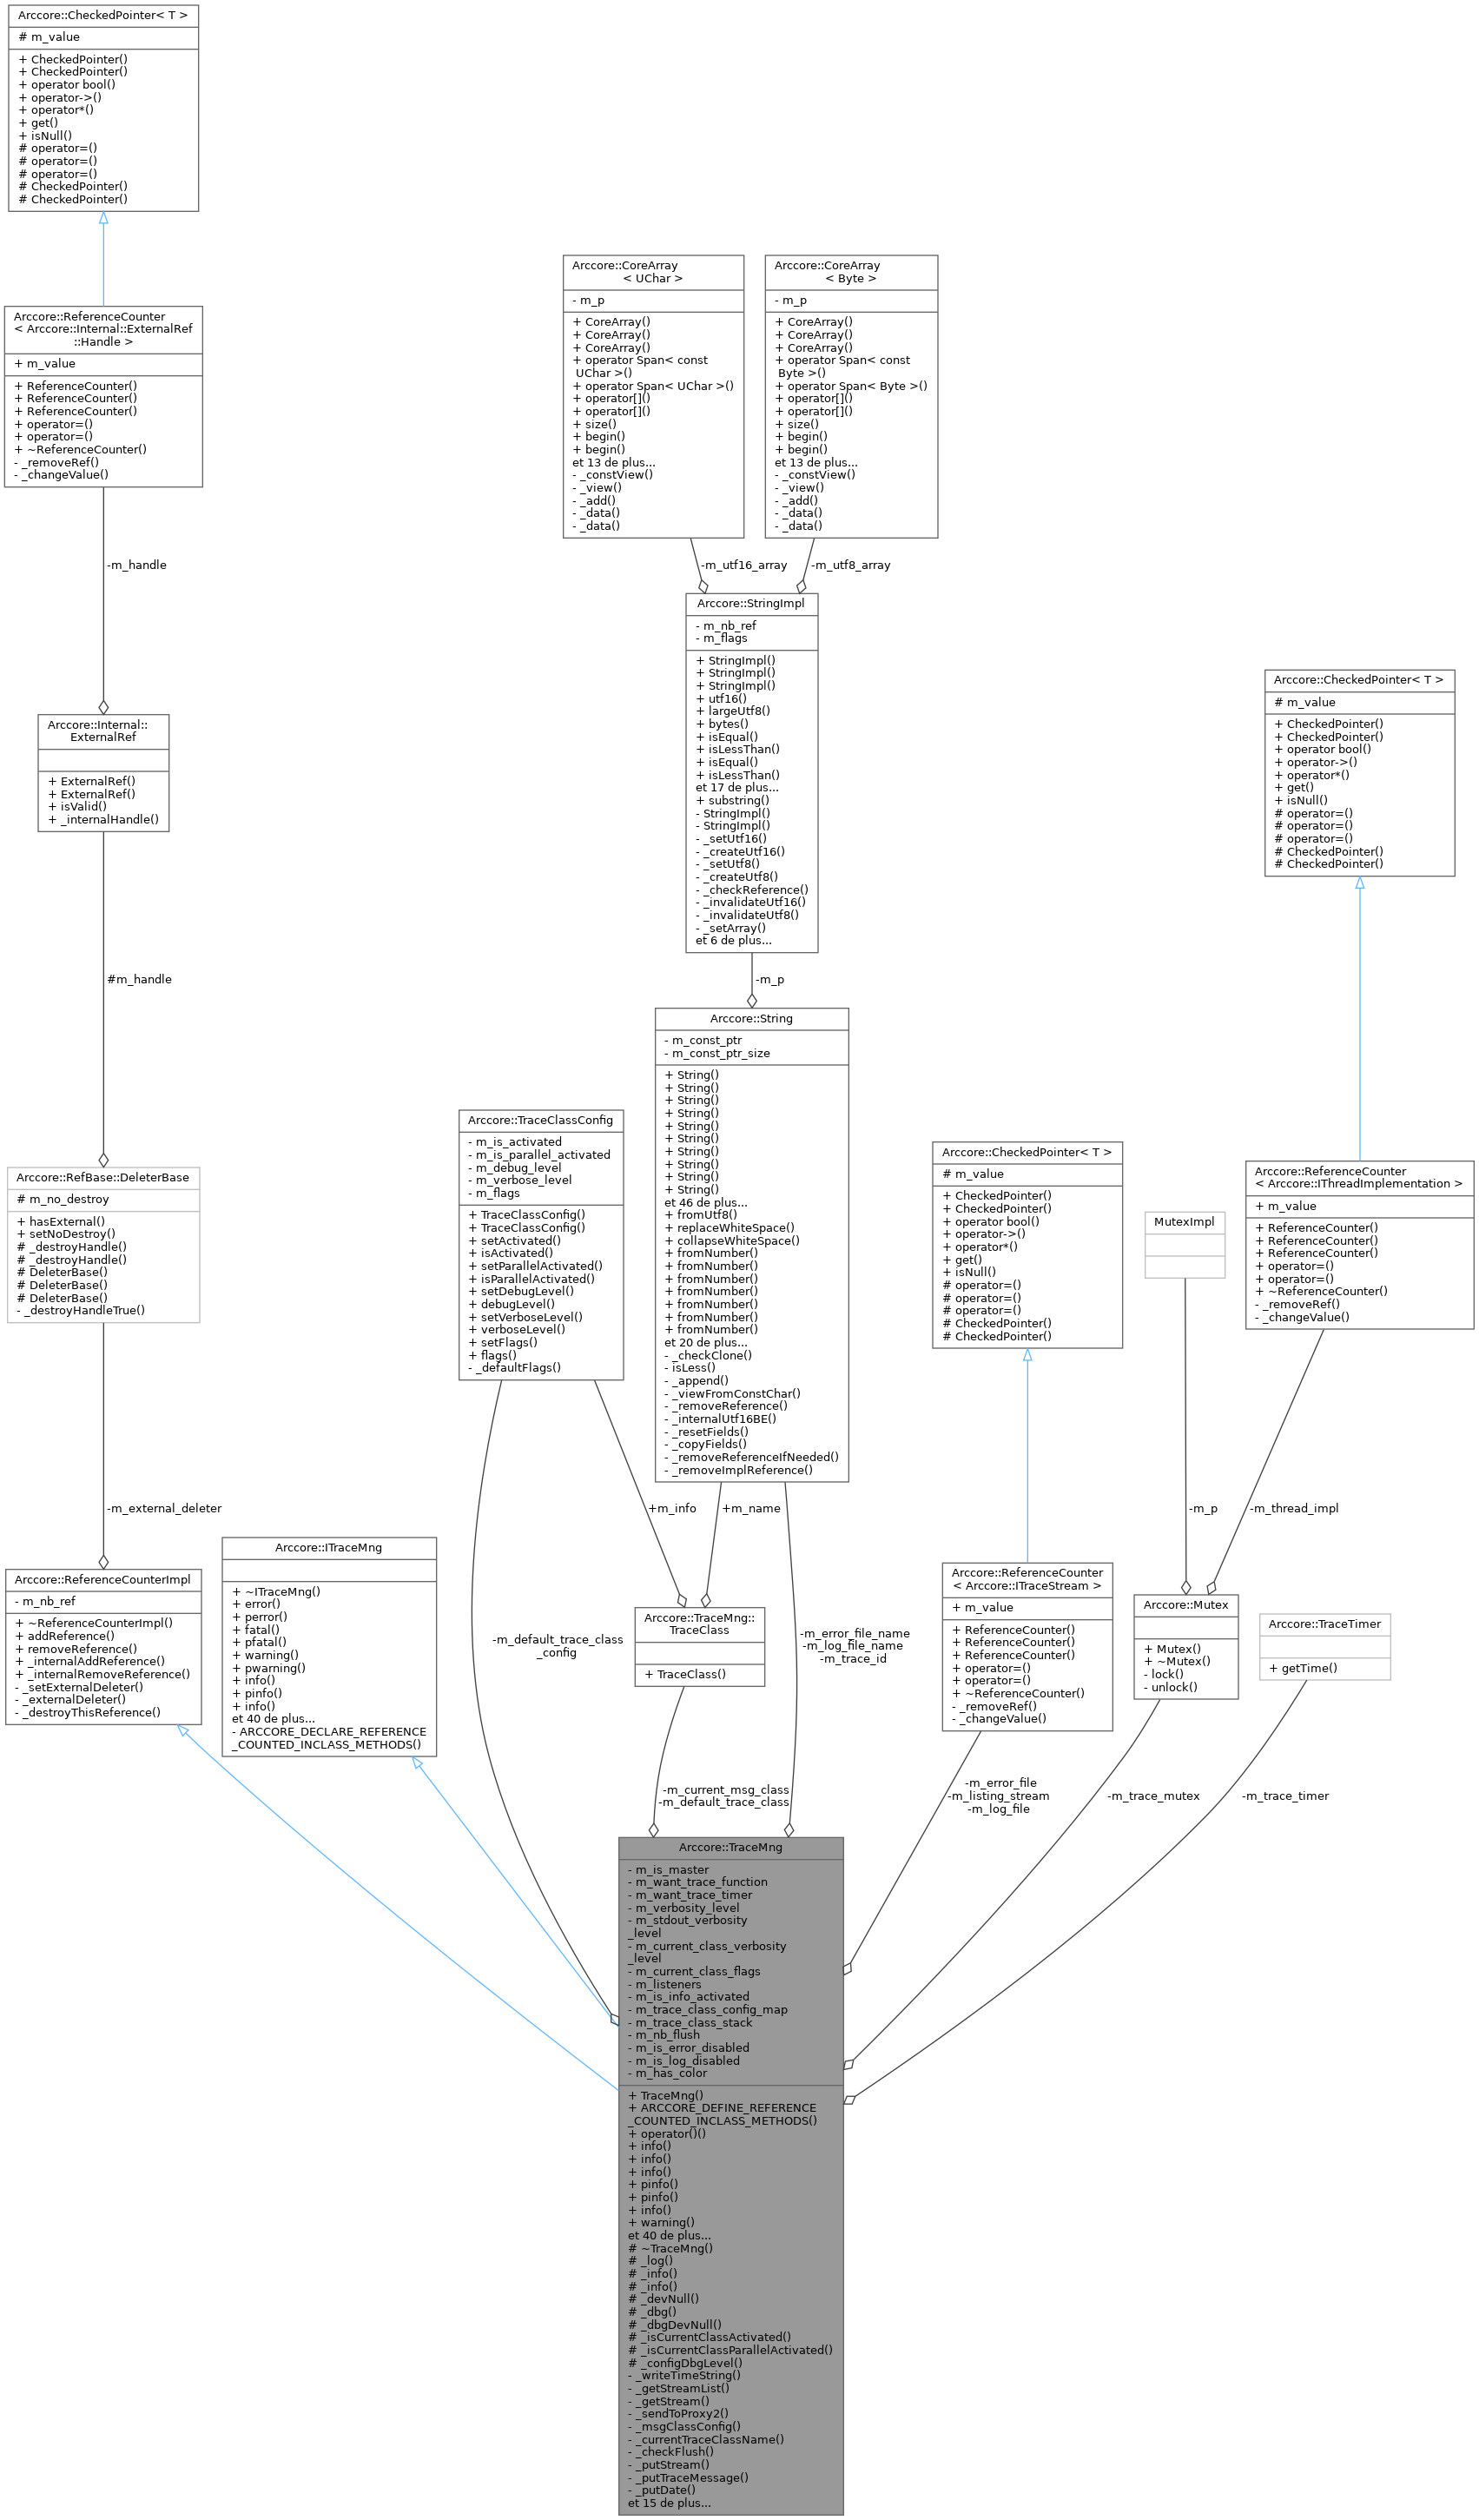 Arccore::CheckedPointer< T >
# m_value
+ CheckedPointer()
+ CheckedPointer()
+ operator bool()
+ operator->()
+ operator*()
+ get()
+ isNull()
# operator=()
# operator=()
# operator=()
# CheckedPointer()
# CheckedPointer()
Arccore::ReferenceCounter
< Arccore::Internal::ExternalRef
::Handle >
+ m_value
+ ReferenceCounter()
+ ReferenceCounter()
+ ReferenceCounter()
+ operator=()
+ operator=()
+ ~ReferenceCounter()
- _removeRef()
- _changeValue()
-m_handle
Arccore::Internal::
ExternalRef
+ ExternalRef()
+ ExternalRef()
+ isValid()
+ _internalHandle()
#m_handle
Arccore::RefBase::DeleterBase
# m_no_destroy
+ hasExternal()
+ setNoDestroy()
# _destroyHandle()
# _destroyHandle()
# DeleterBase()
# DeleterBase()
# DeleterBase()
- _destroyHandleTrue()
-m_external_deleter
Arccore::ReferenceCounterImpl
- m_nb_ref
+ ~ReferenceCounterImpl()
+ addReference()
+ removeReference()
+ _internalAddReference()
+ _internalRemoveReference()
- _setExternalDeleter()
- _externalDeleter()
- _destroyThisReference()
Arccore::ITraceMng
+ ~ITraceMng()
+ error()
+ perror()
+ fatal()
+ pfatal()
+ warning()
+ pwarning()
+ info()
+ pinfo()
+ info()
et 40 de plus...
- ARCCORE_DECLARE_REFERENCE
_COUNTED_INCLASS_METHODS()
Arccore::CoreArray
< UChar >
- m_p
+ CoreArray()
+ CoreArray()
+ CoreArray()
+ operator Span< const
UChar >()
+ operator Span< UChar >()
+ operator[]()
+ operator[]()
+ size()
+ begin()
+ begin()
et 13 de plus...
- _constView()
- _view()
- _add()
- _data()
- _data()
-m_utf16_array
Arccore::CoreArray
< Byte >
- m_p
+ CoreArray()
+ CoreArray()
+ CoreArray()
+ operator Span< const
Byte >()
+ operator Span< Byte >()
+ operator[]()
+ operator[]()
+ size()
+ begin()
+ begin()
et 13 de plus...
- _constView()
- _view()
- _add()
- _data()
- _data()
-m_utf8_array
Arccore::StringImpl
- m_nb_ref
- m_flags
+ StringImpl()
+ StringImpl()
+ StringImpl()
+ utf16()
+ largeUtf8()
+ bytes()
+ isEqual()
+ isLessThan()
+ isEqual()
+ isLessThan()
et 17 de plus...
+ substring()
- StringImpl()
- StringImpl()
- _setUtf16()
- _createUtf16()
- _setUtf8()
- _createUtf8()
- _checkReference()
- _invalidateUtf16()
- _invalidateUtf8()
- _setArray()
et 6 de plus...
-m_p
Arccore::String
- m_const_ptr
- m_const_ptr_size
+ String()
+ String()
+ String()
+ String()
+ String()
+ String()
+ String()
+ String()
+ String()
+ String()
et 46 de plus...
+ fromUtf8()
+ replaceWhiteSpace()
+ collapseWhiteSpace()
+ fromNumber()
+ fromNumber()
+ fromNumber()
+ fromNumber()
+ fromNumber()
+ fromNumber()
+ fromNumber()
et 20 de plus...
- _checkClone()
- isLess()
- _append()
- _viewFromConstChar()
- _removeReference()
- _internalUtf16BE()
- _resetFields()
- _copyFields()
- _removeReferenceIfNeeded()
- _removeImplReference()
Arccore::TraceClassConfig
- m_is_activated
- m_is_parallel_activated
- m_debug_level
- m_verbose_level
- m_flags
+ TraceClassConfig()
+ TraceClassConfig()
+ setActivated()
+ isActivated()
+ setParallelActivated()
+ isParallelActivated()
+ setDebugLevel()
+ debugLevel()
+ setVerboseLevel()
+ verboseLevel()
+ setFlags()
+ flags()
- _defaultFlags()
+m_info
+m_name
Arccore::TraceMng::
TraceClass
+ TraceClass()
-m_default_trace_class
_config
-m_error_file_name
-m_log_file_name
-m_trace_id
-m_current_msg_class
-m_default_trace_class
Arccore::CheckedPointer< T >
# m_value
+ CheckedPointer()
+ CheckedPointer()
+ operator bool()
+ operator->()
+ operator*()
+ get()
+ isNull()
# operator=()
# operator=()
# operator=()
# CheckedPointer()
# CheckedPointer()
Arccore::ReferenceCounter
< Arccore::ITraceStream >
+ m_value
+ ReferenceCounter()
+ ReferenceCounter()
+ ReferenceCounter()
+ operator=()
+ operator=()
+ ~ReferenceCounter()
- _removeRef()
- _changeValue()
-m_error_file
-m_listing_stream
-m_log_file
Arccore::CheckedPointer< T >
# m_value
+ CheckedPointer()
+ CheckedPointer()
+ operator bool()
+ operator->()
+ operator*()
+ get()
+ isNull()
# operator=()
# operator=()
# operator=()
# CheckedPointer()
# CheckedPointer()
MutexImpl
Arccore::ReferenceCounter
< Arccore::IThreadImplementation >
+ m_value
+ ReferenceCounter()
+ ReferenceCounter()
+ ReferenceCounter()
+ operator=()
+ operator=()
+ ~ReferenceCounter()
- _removeRef()
- _changeValue()
-m_p
-m_thread_impl
Arccore::Mutex
+ Mutex()
+ ~Mutex()
- lock()
- unlock()
Arccore::TraceTimer
+ getTime()
-m_trace_mutex
-m_trace_timer
Arccore::TraceMng
- m_is_master
- m_want_trace_function
- m_want_trace_timer
- m_verbosity_level
- m_stdout_verbosity
_level
- m_current_class_verbosity
_level
- m_current_class_flags
- m_listeners
- m_is_info_activated
- m_trace_class_config_map
- m_trace_class_stack
- m_nb_flush
- m_is_error_disabled
- m_is_log_disabled
- m_has_color
+ TraceMng()
+ ARCCORE_DEFINE_REFERENCE
_COUNTED_INCLASS_METHODS()
+ operator()()
+ info()
+ info()
+ info()
+ pinfo()
+ pinfo()
+ info()
+ warning()
et 40 de plus...
# ~TraceMng()
# _log()
# _info()
# _info()
# _devNull()
# _dbg()
# _dbgDevNull()
# _isCurrentClassActivated()
# _isCurrentClassParallelActivated()
# _configDbgLevel()
- _writeTimeString()
- _getStreamList()
- _getStream()
- _sendToProxy2()
- _msgClassConfig()
- _currentTraceClassName()
- _checkFlush()
- _putStream()
- _putTraceMessage()
- _putDate()
et 15 de plus...